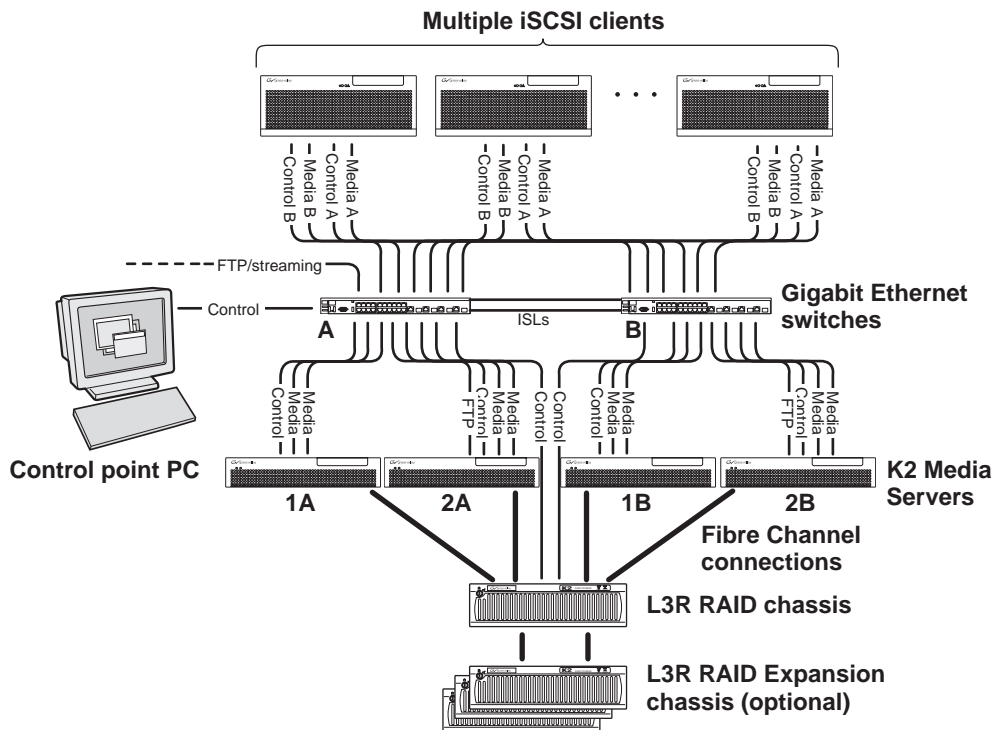 Multiple iSCSI clients
Control B
Media B
Control A
Media A
Control B
Media B
Control A
Media A
Control B
Media B
Control A
Media A
FTP/streaming
Control
A
ISLs
B
Gigabit Ethernet
switches
Control
Media
Media
FTP
Control
Media
Media
Control
Control
Control
Media
Media
FTP
Control
Media
Media
Control point PC
1A
2A
1B
2B
K2 Media
Servers
Fibre Channel
connections
K2
L3R RAID chassis
K2
L3R RAID Expansion
chassis (optional)